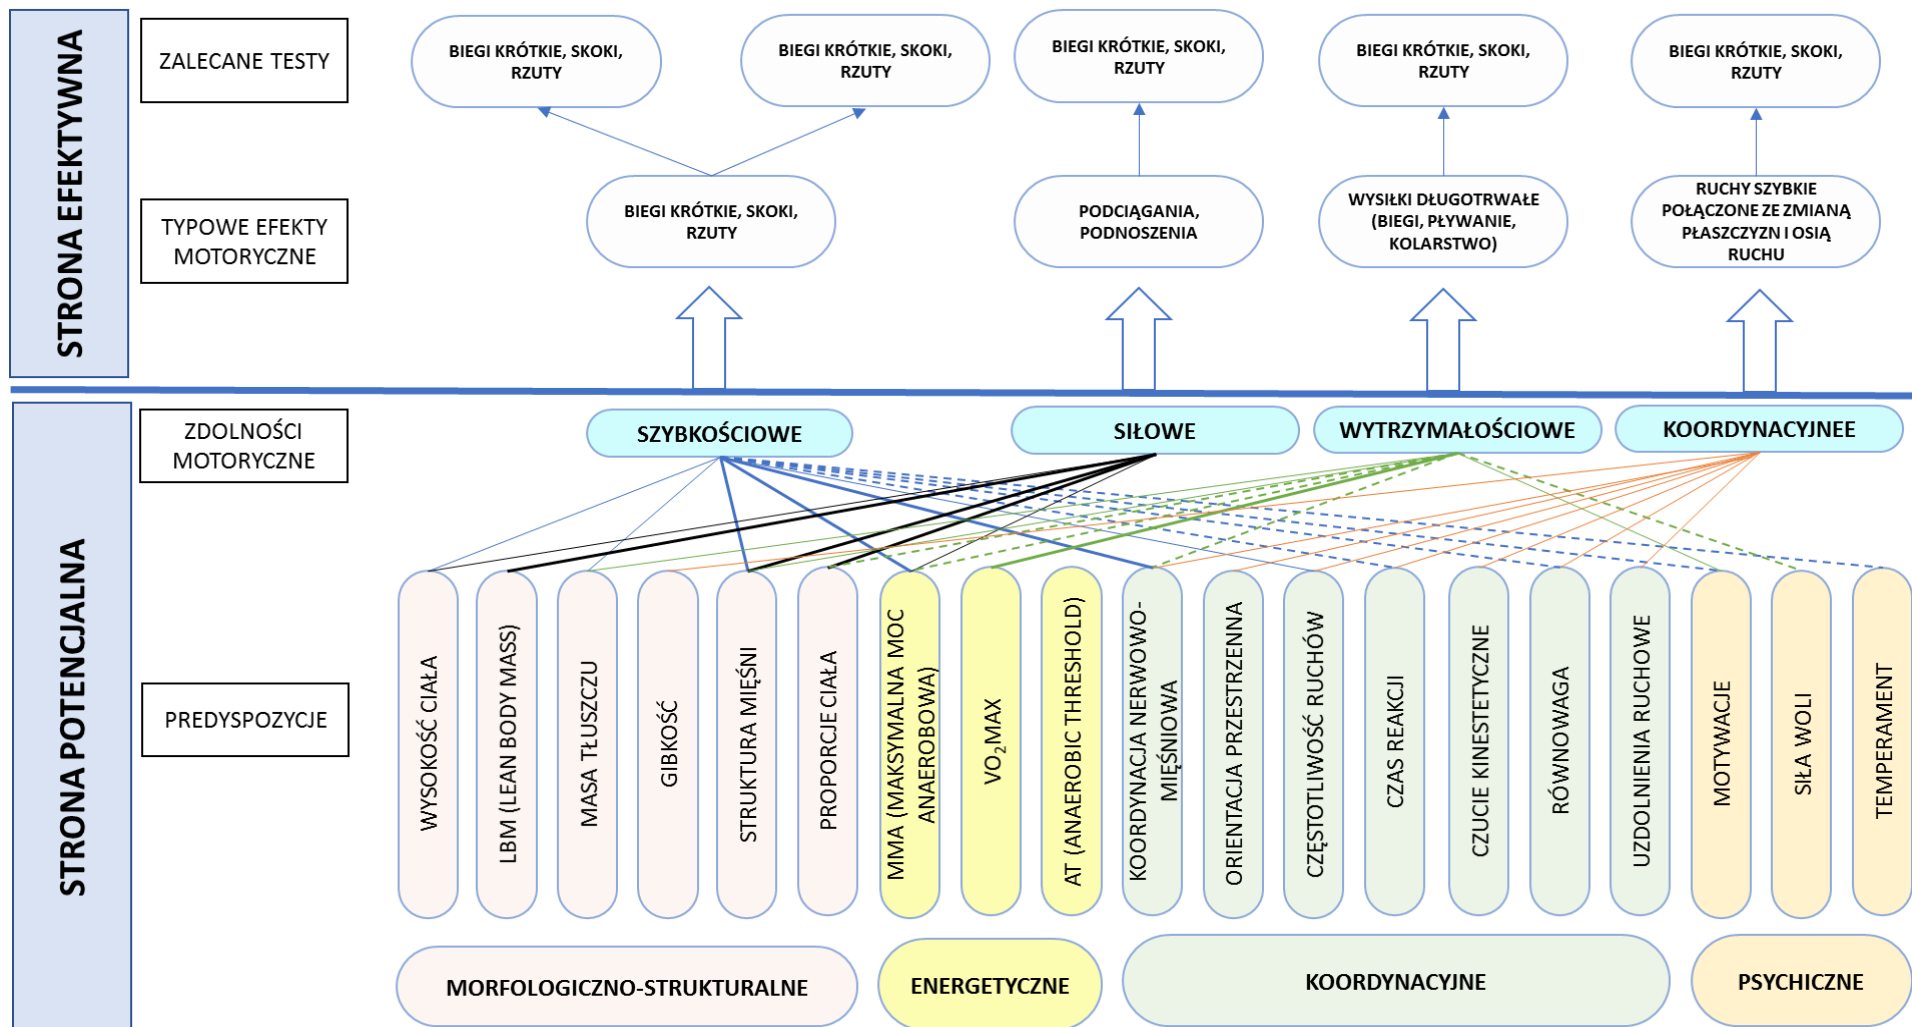 STRONA EFEKTYWNA
ZALECANE TESTY
BIEGI KRÓTKIE, SKOKI,
RZUTY
BIEGI KRÓTKIE, SKOKI,
RZUTY
BIEGI KRÓTKIE, SKOKI,
RZUTY
BIEGI KRÓTKIE, SKOKI,
RZUTY
BIEGI KRÓTKIE, SKOKI,
RZUTY
TYPOWE EFEKTY
MOTORYCZNE
BIEGI KRÓTKIE, SKOKI,
RZUTY
PODCIĄGANIA,
PODNOSZENIA
WYSIŁKI DŁUGOTRWAŁE
(BIEGI, PŁYWANIE,
KOLARSTWO)
RUCHY SZYBKIE
POŁĄCZONE ZE ZMIANĄ
PŁASZCZYZN I OSIĄ
RUCHU
STRONA POTENCJALNA
ZDOLNOŚCI
MOTORYCZNE
SZYBKOŚCIOWE
SIŁOWE
WYTRZYMAŁOŚCIOWE
KOORDYNACYJNEE
PREDYSPOZYCJE
WYSOKOŚĆ CIAŁA
LBM (LEAN BODY MASS)
MASA TŁUSZCZU
GIBKOŚĆ
STRUKTURA MIĘŚNI
PROPORCJE CIAŁA
MMA (MAKSYMALNA MOC
ANAEROBOWA)
VO₂MAX
AT (ANAEROBIC THRESHOLD)
KOORDYNACJA NERWOWO-
MIĘŚNIOWA
ORIENTACJA PRZESTRZENNA
CZĘSTOTLIWOŚĆ RUCHÓW
CZAS REAKCJI
CZUCIE KINESTETYCZNE
RÓWNOWAGA
UZDOLNIENIA RUCHOWE
MOTYWACJE
SIŁA WOLI
TEMPERAMENT
MORFOLOGICZNO-STRUKTURALNE
ENERGETYCZNE
KOORDYNACYJNE
PSYCHICZNE